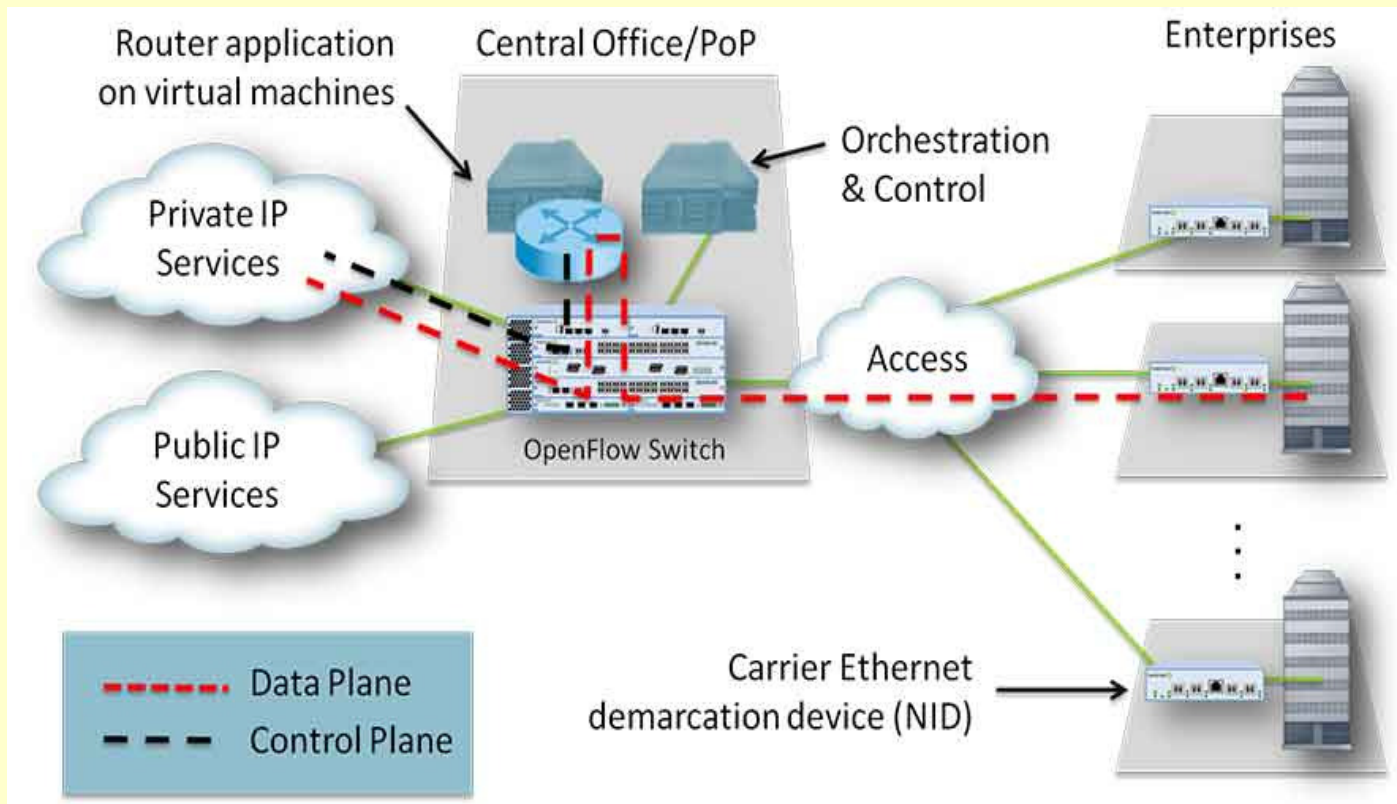 Router application
on virtual machines
Central Office/PoP
Enterprises
Orchestration
& Control
Private IP
Services
Access
Public IP
Services
OpenFlow Switch
Data Plane
Control Plane
Carrier Ethernet
demarcation device (NID)